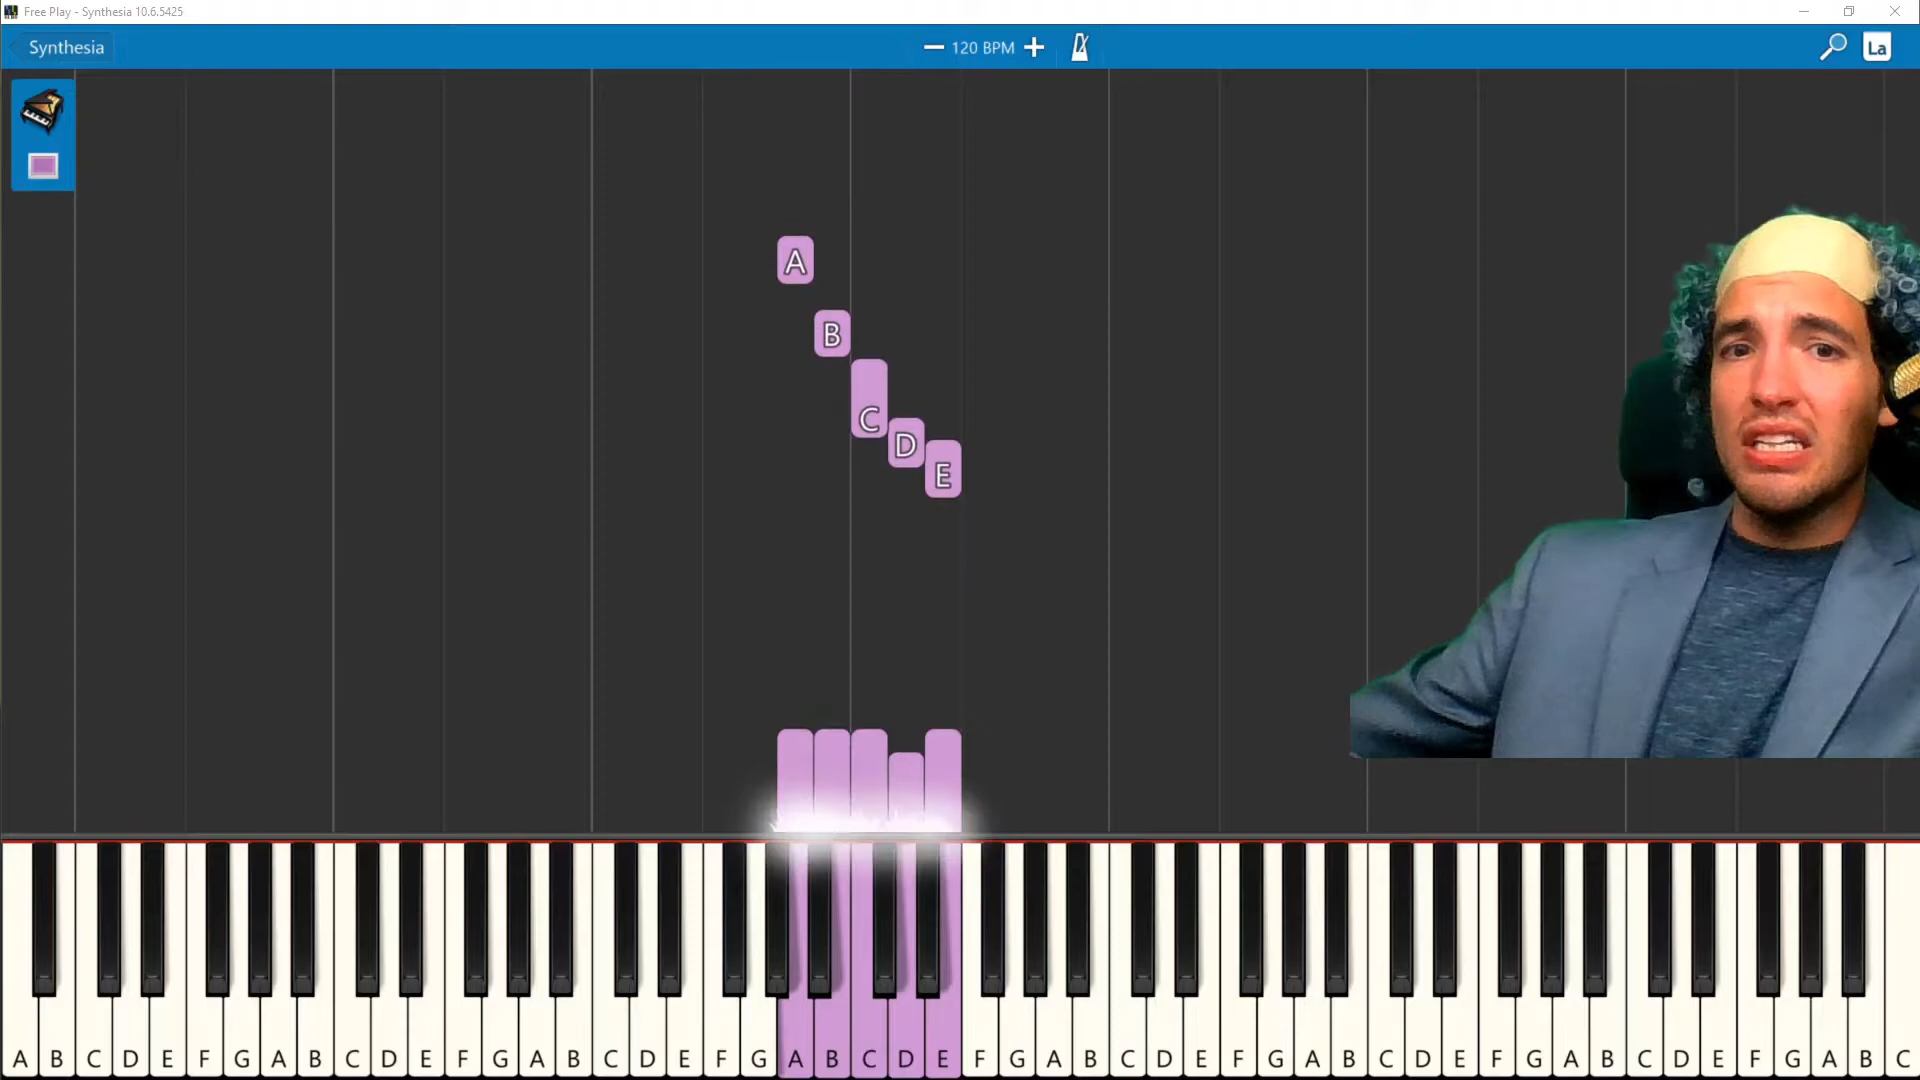 Free Play - Synthesia 10.6.5425
Synthesia
120 BPM
La
A
B
C
D
E
A B C D E F G A B C D E F G A B C D E F G A B C D E F G A B C D E F G A B C D E F G A B C D E F G A B C